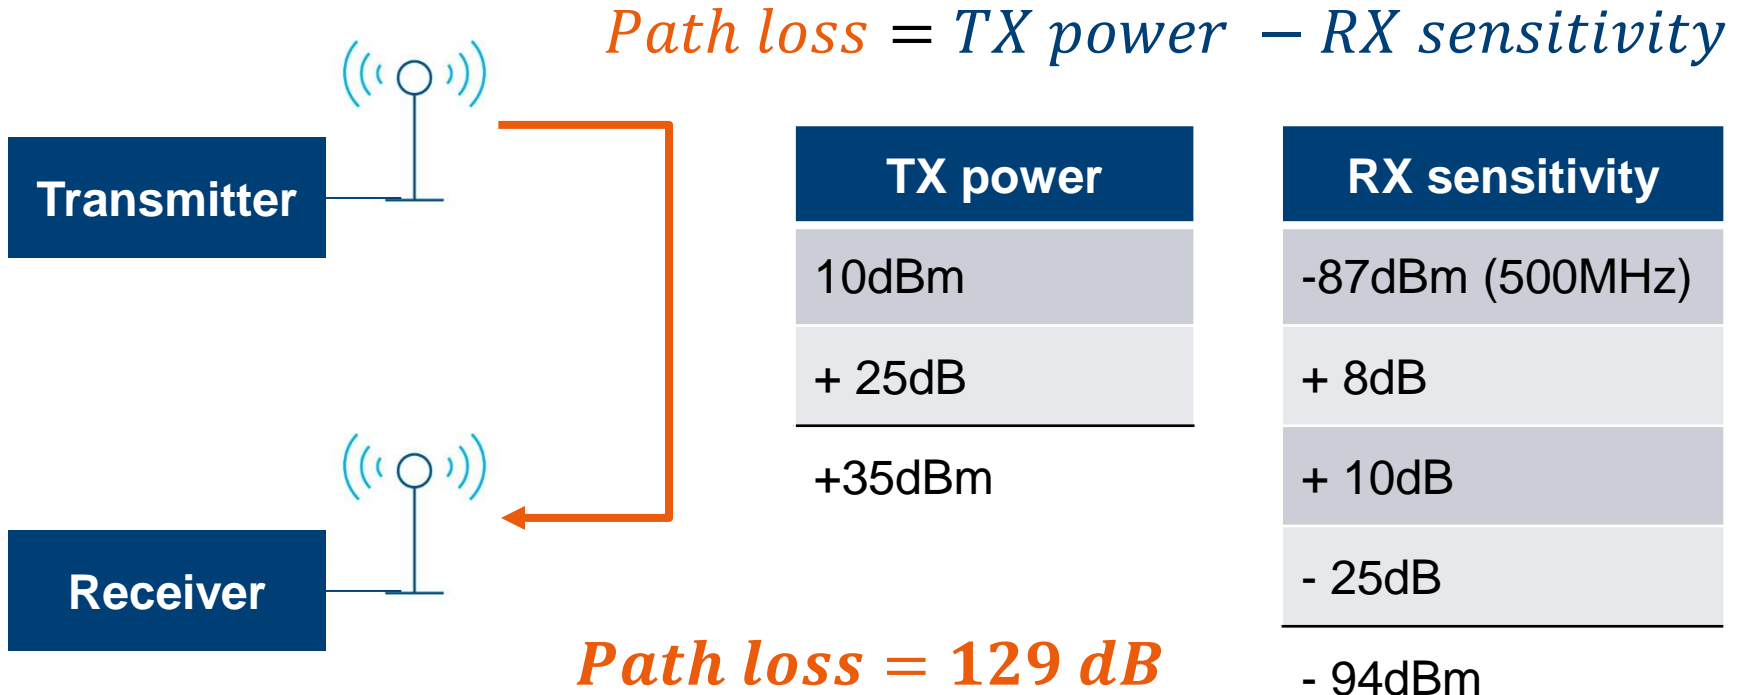 Path loss = TX power − RX sensitivity
Transmitter
Receiver
TX power
10dBm
+ 25dB
+35dBm
RX sensitivity
-87dBm (500MHz)
+ 8dB
+ 10dB
- 25dB
- 94dBm
Path loss = 129 dB